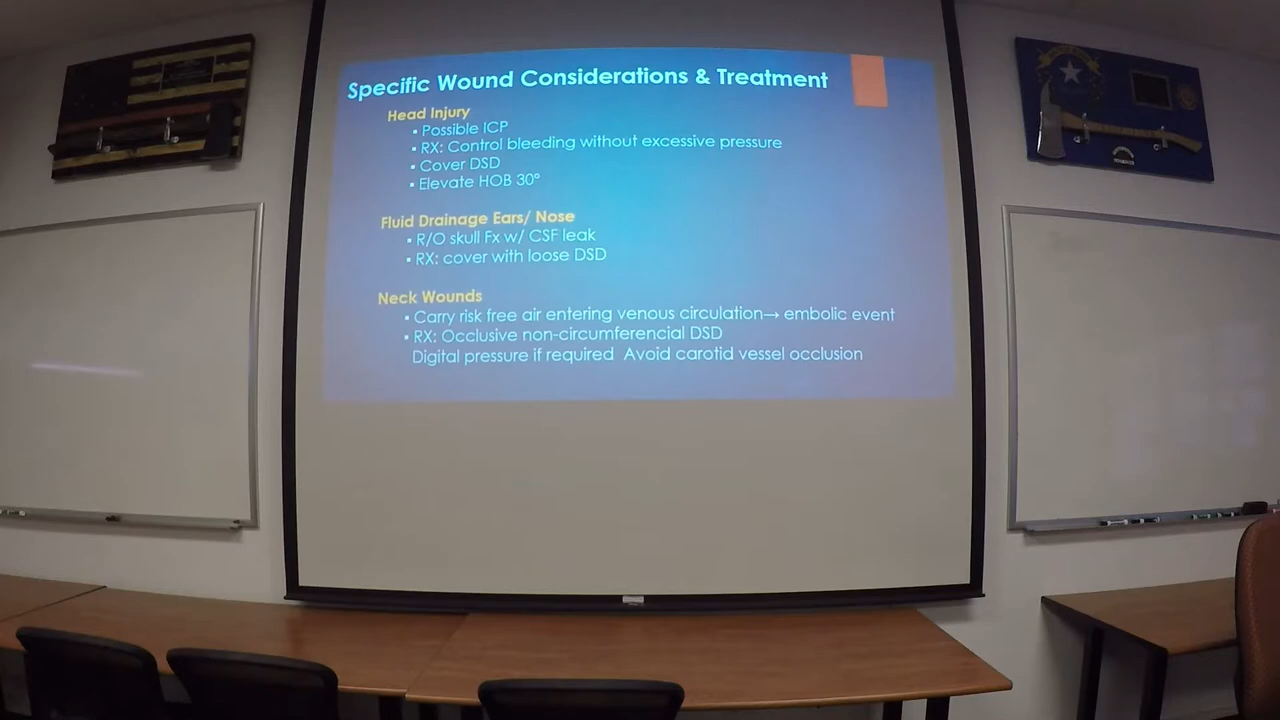 Specific Wound Considerations & Treatment
Head Injury
▪ Possible ICP
▪ RX: Control bleeding without excessive pressure
▪ Cover DSD
▪ Elevate HOB 30°
Fluid Drainage Ears/ Nose
▪ R/O skull Fx w/ CSF leak
▪ RX: cover with loose DSD
Neck Wounds
▪ Carry risk free air entering venous circulation→ embolic event
▪ RX: Occlusive non-circumferencial DSD
Digital pressure if required Avoid carotid vessel occlusion